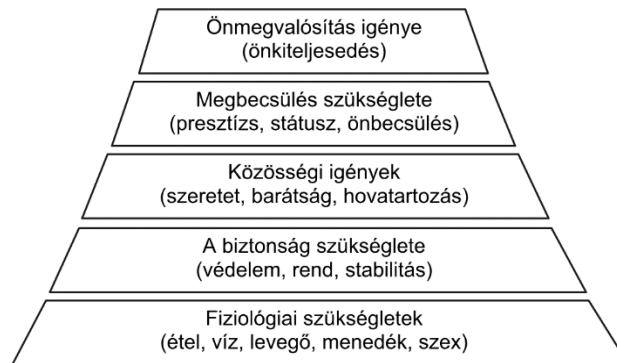 Önmegvalósítás igénye
(önkiteljesedés)
Megbecsülés szükséglete
(presztízs, státusz, önbecsülés)
Közösségi igények
(szeretet, barátság, hovatartozás)
A biztonság szükséglete
(védelem, rend, stabilitás)
Fiziológiai szükségletek
(étel, víz, levegő, menedék, szex)